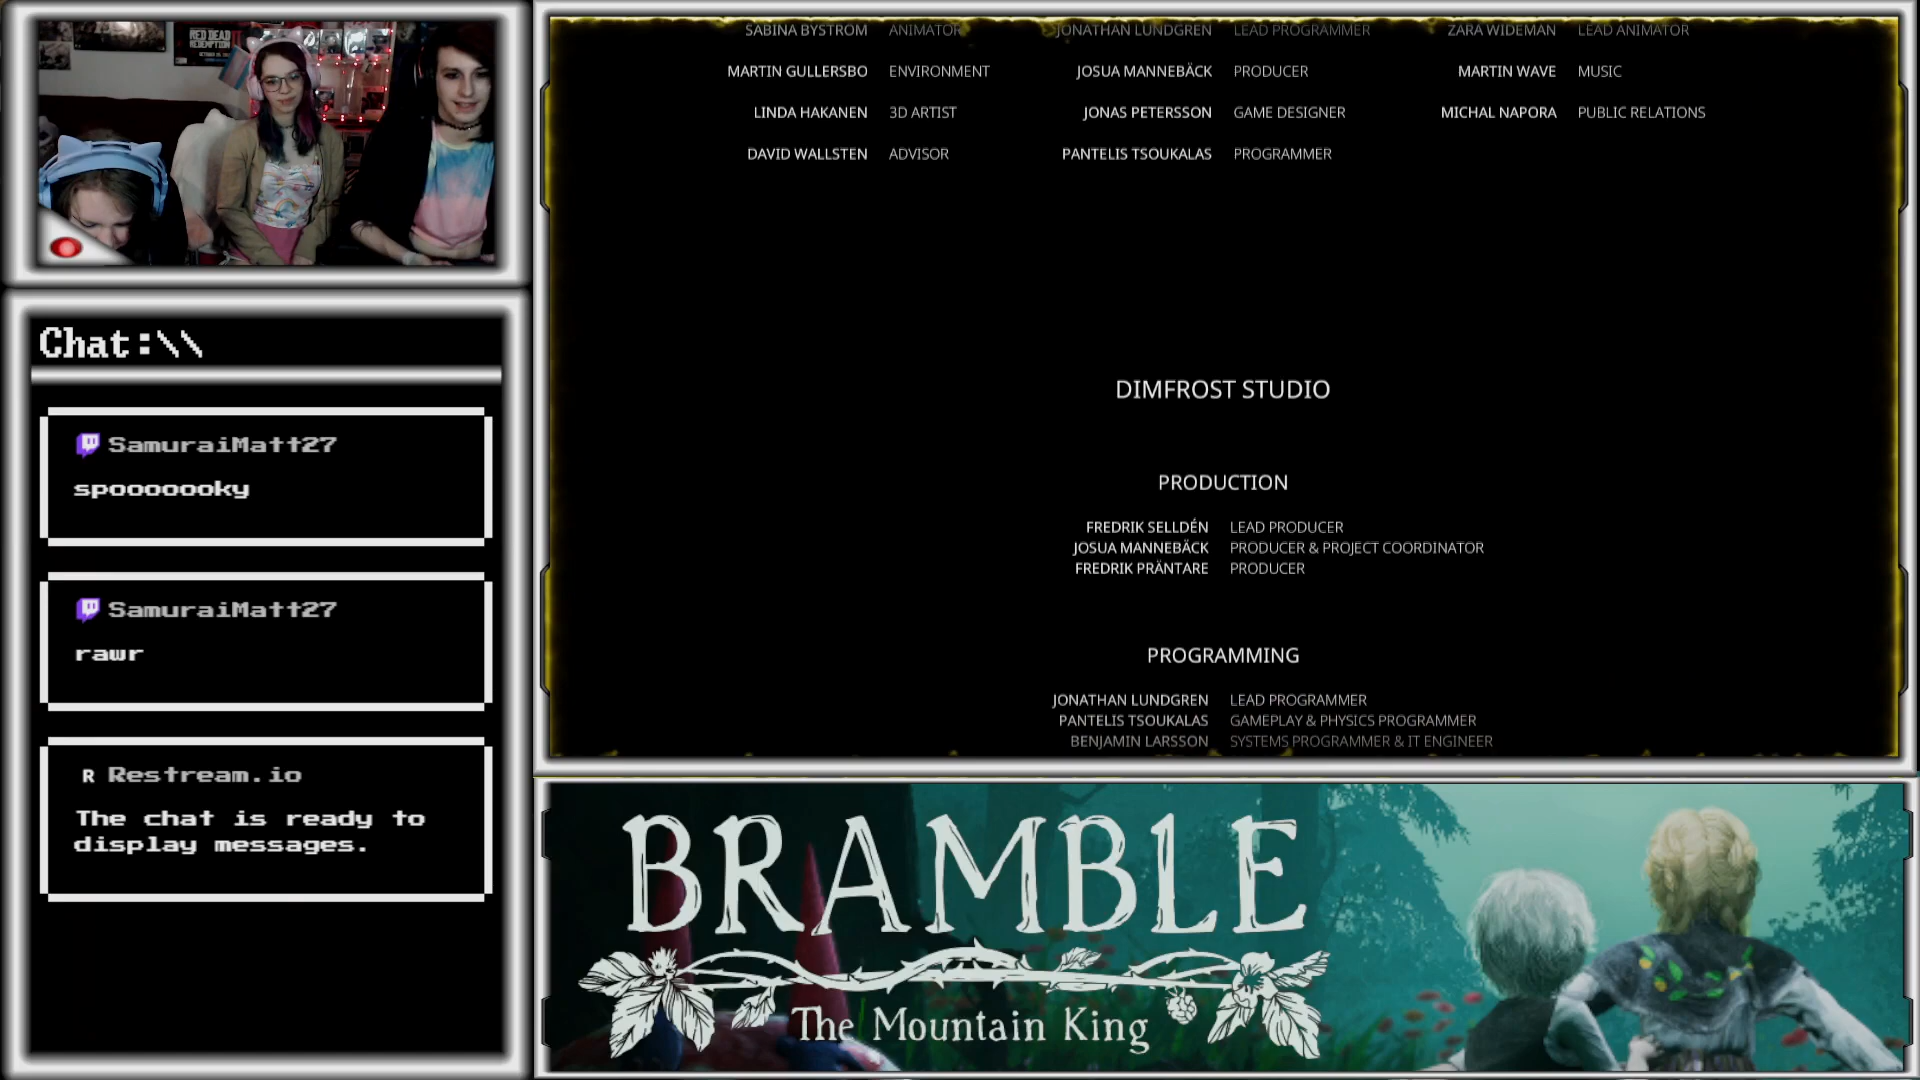 RED DEAD
REDEMPTION
Chat:\\
SamuraiMatt27
spooooooky
SamuraiMatt27
rawr
R Restream.io
The chat is ready to
display messages.
SABINA BYSTROM ANIMATOR JONATHAN LUNDGREN LEAD PROGRAMMER ZARA WIDEMAN LEAD ANIMATOR
MARTIN GULLERSBO ENVIRONMENT JOSUA MANNEBÄCK PRODUCER MARTIN WAVE MUSIC
LINDA HAKANEN 3D ARTIST JONAS PETERSSON GAME DESIGNER MICHAL NAPORA PUBLIC RELATIONS
DAVID WALLSTEN ADVISOR PANTELIS TSOUKALAS PROGRAMMER
DIMFROST STUDIO
PRODUCTION
FREDRIK SELLDÉN LEAD PRODUCER
JOSUA MANNEBÄCK PRODUCER & PROJECT COORDINATOR
FREDRIK PRÄNTARE PRODUCER
PROGRAMMING
JONATHAN LUNDGREN LEAD PROGRAMMER
PANTELIS TSOUKALAS GAMEPLAY & PHYSICS PROGRAMMER
BENJAMIN LARSSON SYSTEMS PROGRAMMER & IT ENGINEER
BRAMBLE
The Mountain King